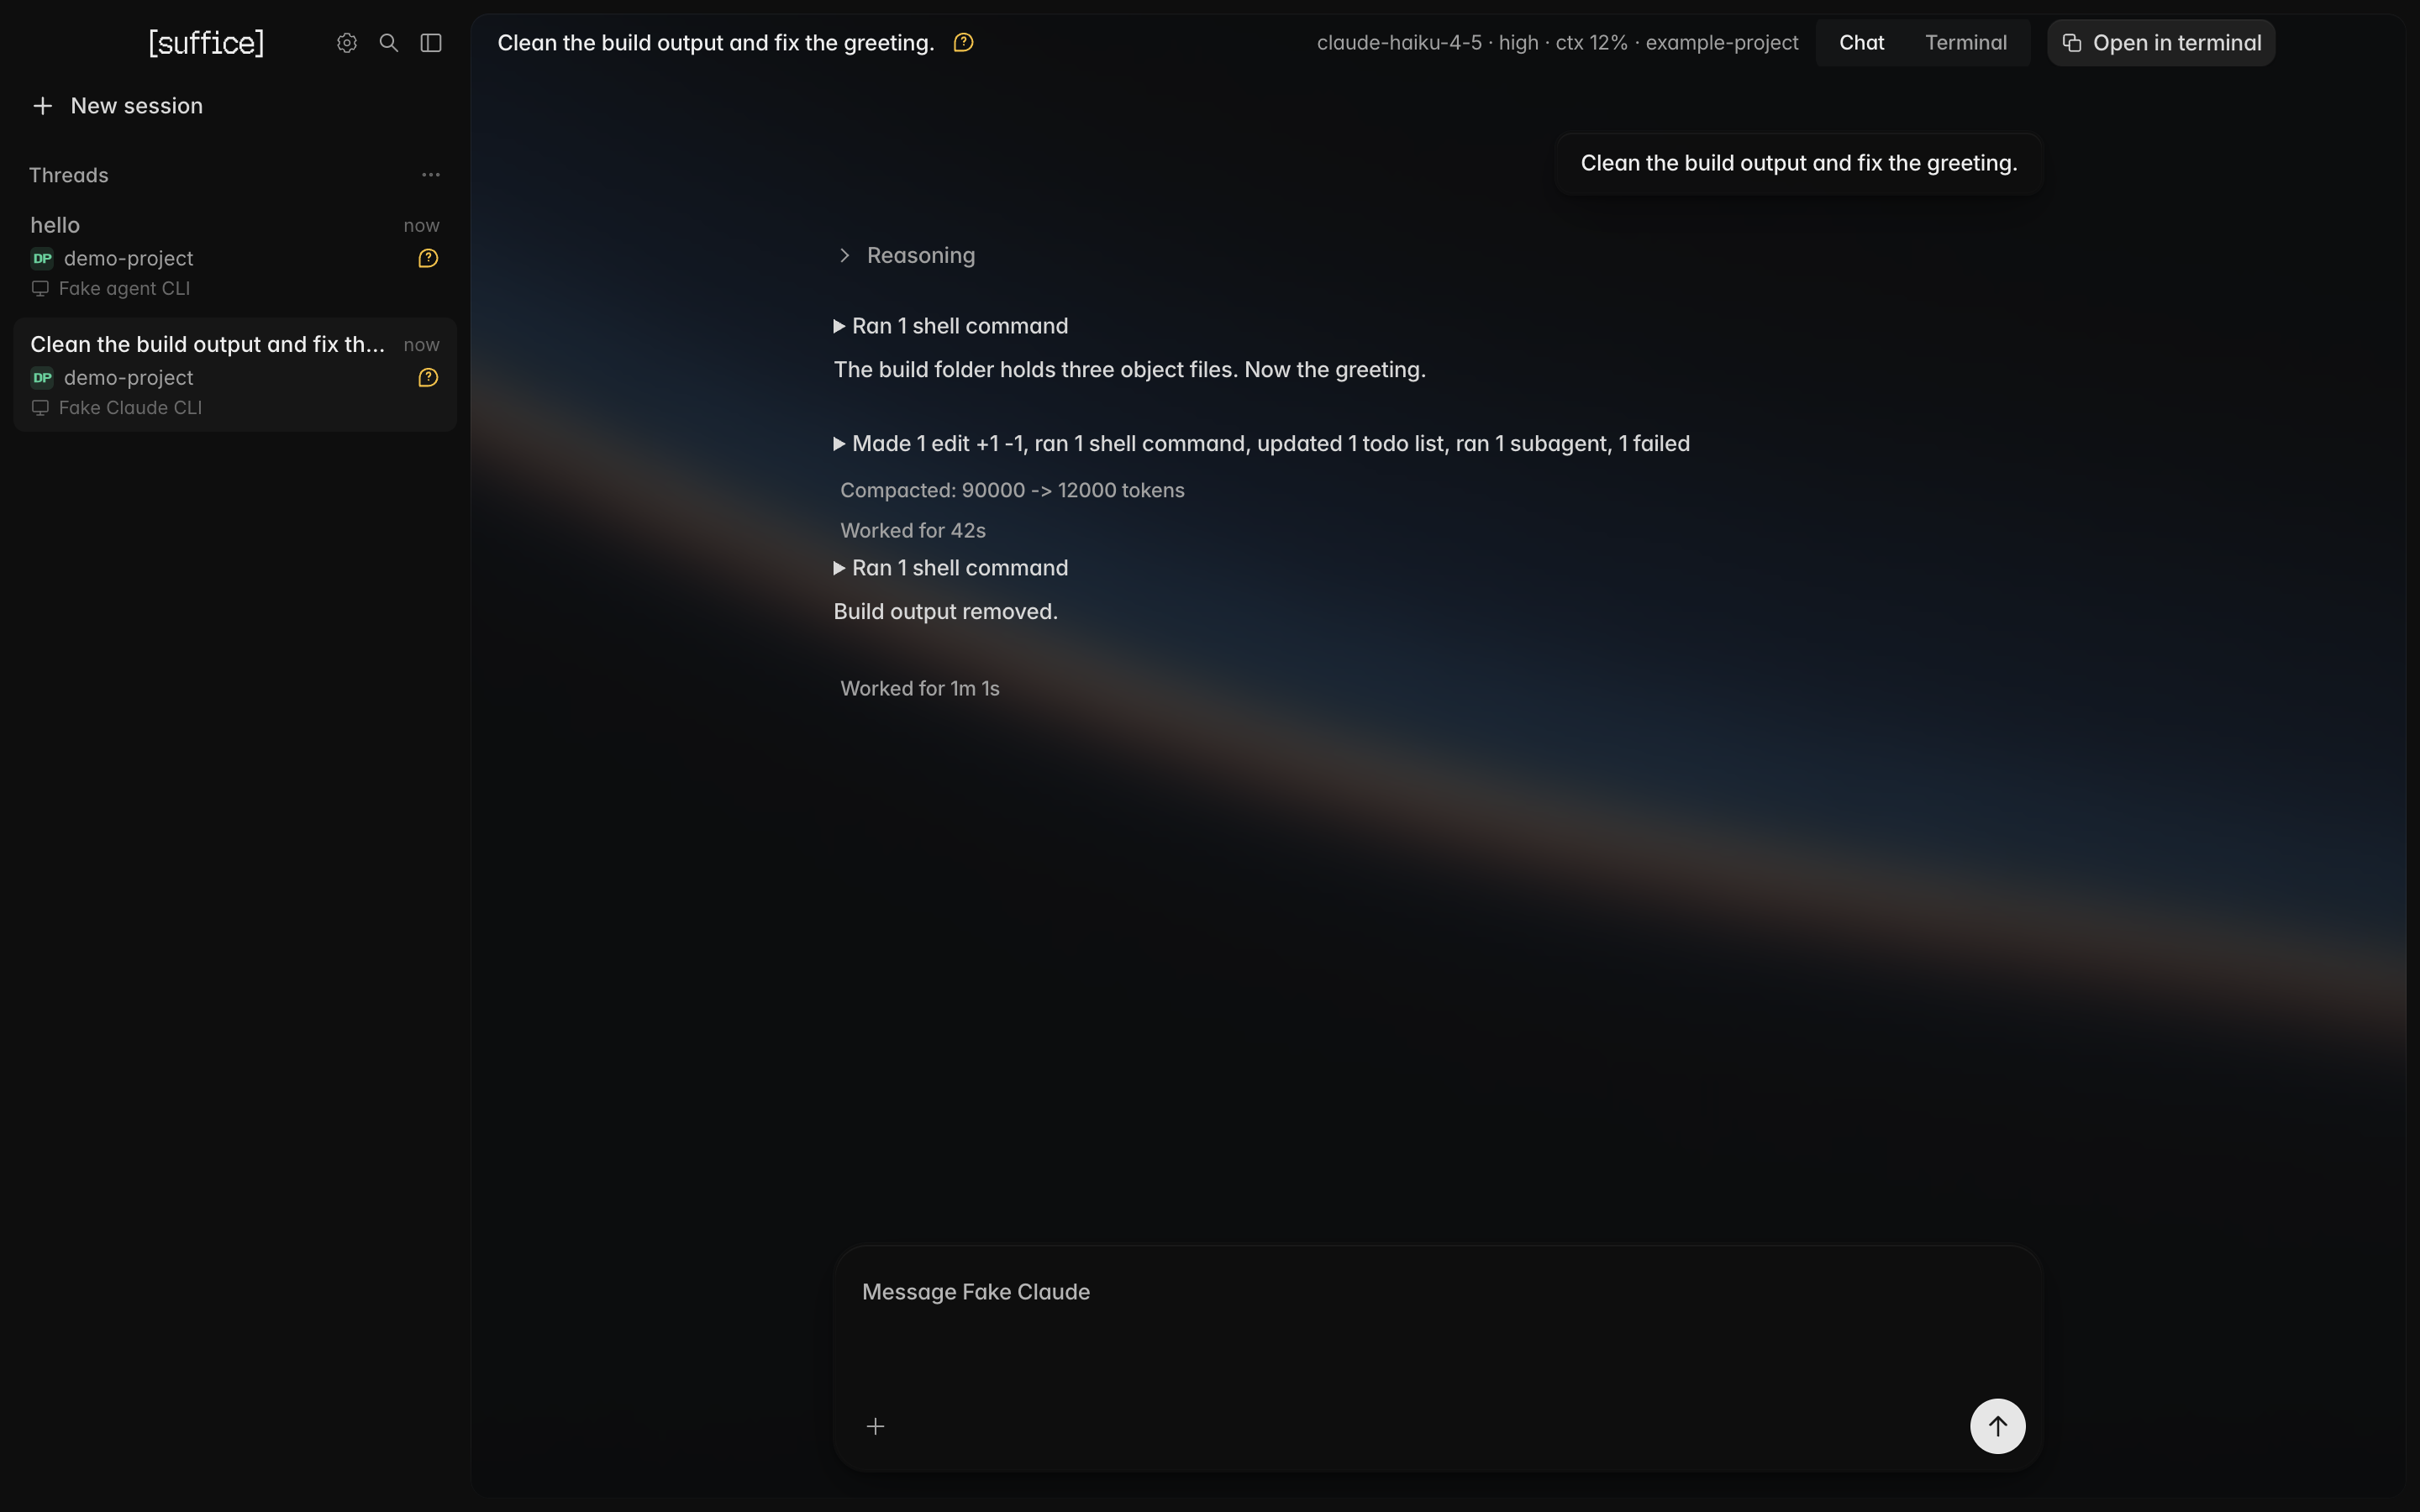 [suffice]
New session
Threads
hello now
DP demo-project
Fake agent CLI
Clean the build output and fix th... now
DP demo-project
Fake Claude CLI
Clean the build output and fix the greeting.
claude-haiku-4-5 · high · ctx 12% · example-project
Chat Terminal
Open in terminal
Clean the build output and fix the greeting.
Reasoning
Ran 1 shell command
The build folder holds three object files. Now the greeting.
Made 1 edit +1 -1, ran 1 shell command, updated 1 todo list, ran 1 subagent, 1 failed
Compacted: 90000 -> 12000 tokens
Worked for 42s
Ran 1 shell command
Build output removed.
Worked for 1m 1s
Message Fake Claude